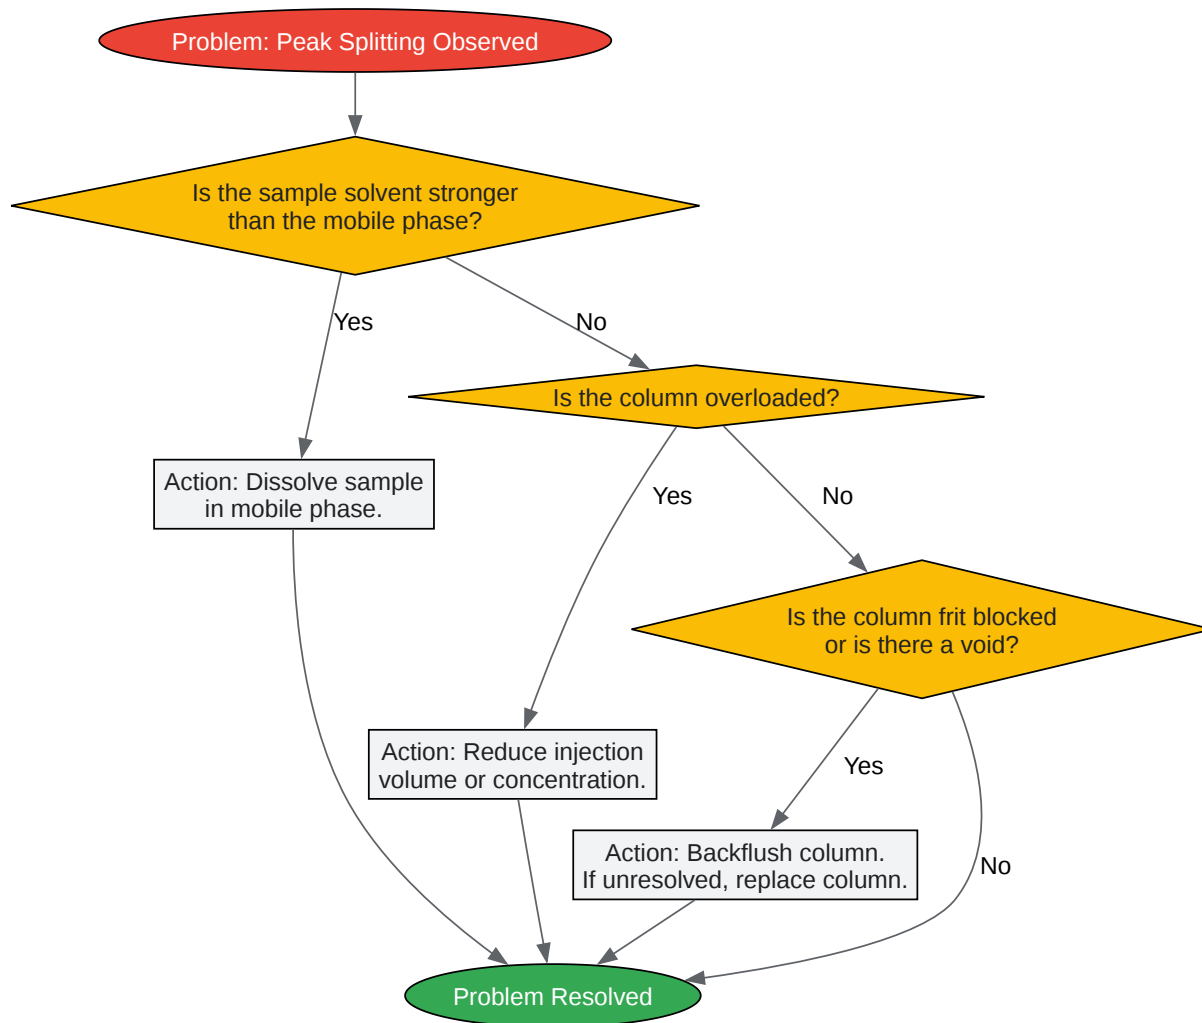 Problem: Peak Splitting Observed
Is the sample solvent stronger
than the mobile phase?
Yes
No
Is the column overloaded?
Action: Dissolve sample
in mobile phase.
Yes
No
Is the column frit blocked
or is there a void?
Action: Reduce injection
volume or concentration.
Yes
Action: Backflush column.
If unresolved, replace column.
No
Problem Resolved